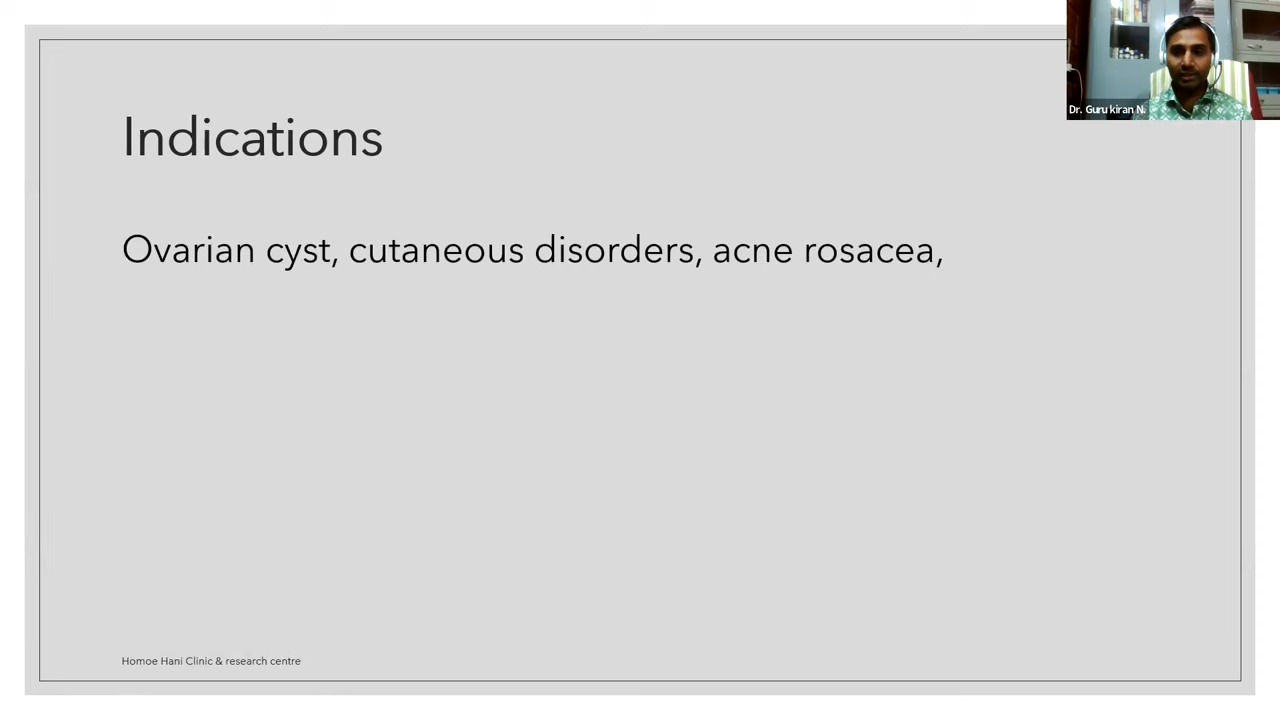 Dr. Guru kiran N.
Indications
Ovarian cyst, cutaneous disorders, acne rosacea,
Homoe Hani Clinic & research centre